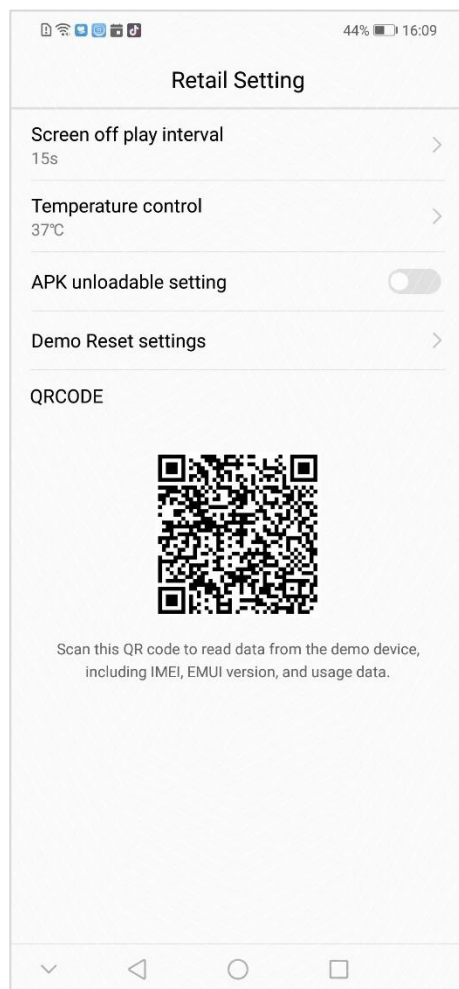 44% 16:09
Retail Setting
Screen off play interval
15s
Temperature control
37℃
APK unloadable setting
Demo Reset settings
QRCODE
Scan this QR code to read data from the demo device,
including IMEI, EMUI version, and usage data.